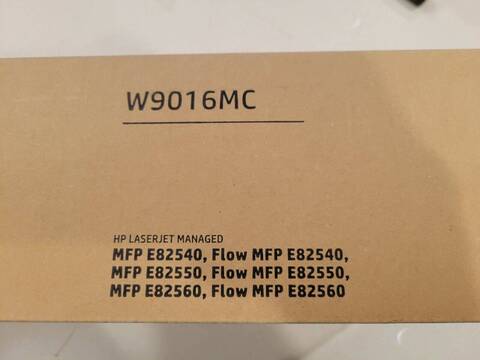 W9016MC
HP LASERJET MANAGED
MFP E82540, Flow MFP E82540,
MFP E82550, Flow MFP E82550,
MFP E82560, Flow MFP E82560